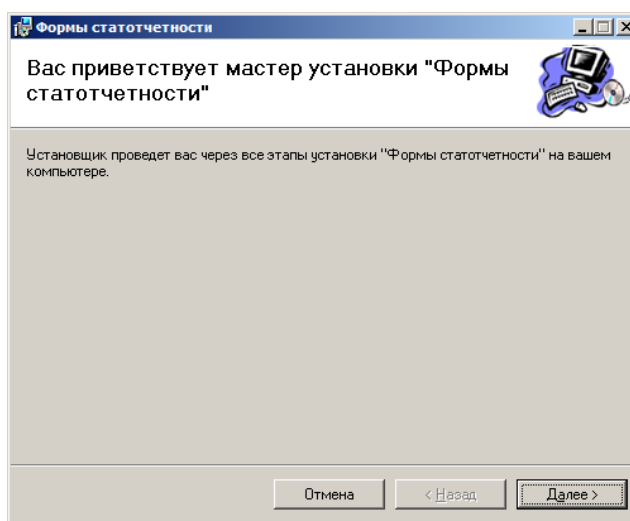 Формы статотчетности
Вас приветствует мастер установки "Формы
статотчетности"
Установщик проведет вас через все этапы установки "Формы статотчетности" на вашем
компьютере.
Отмена
< Назад
Далее >